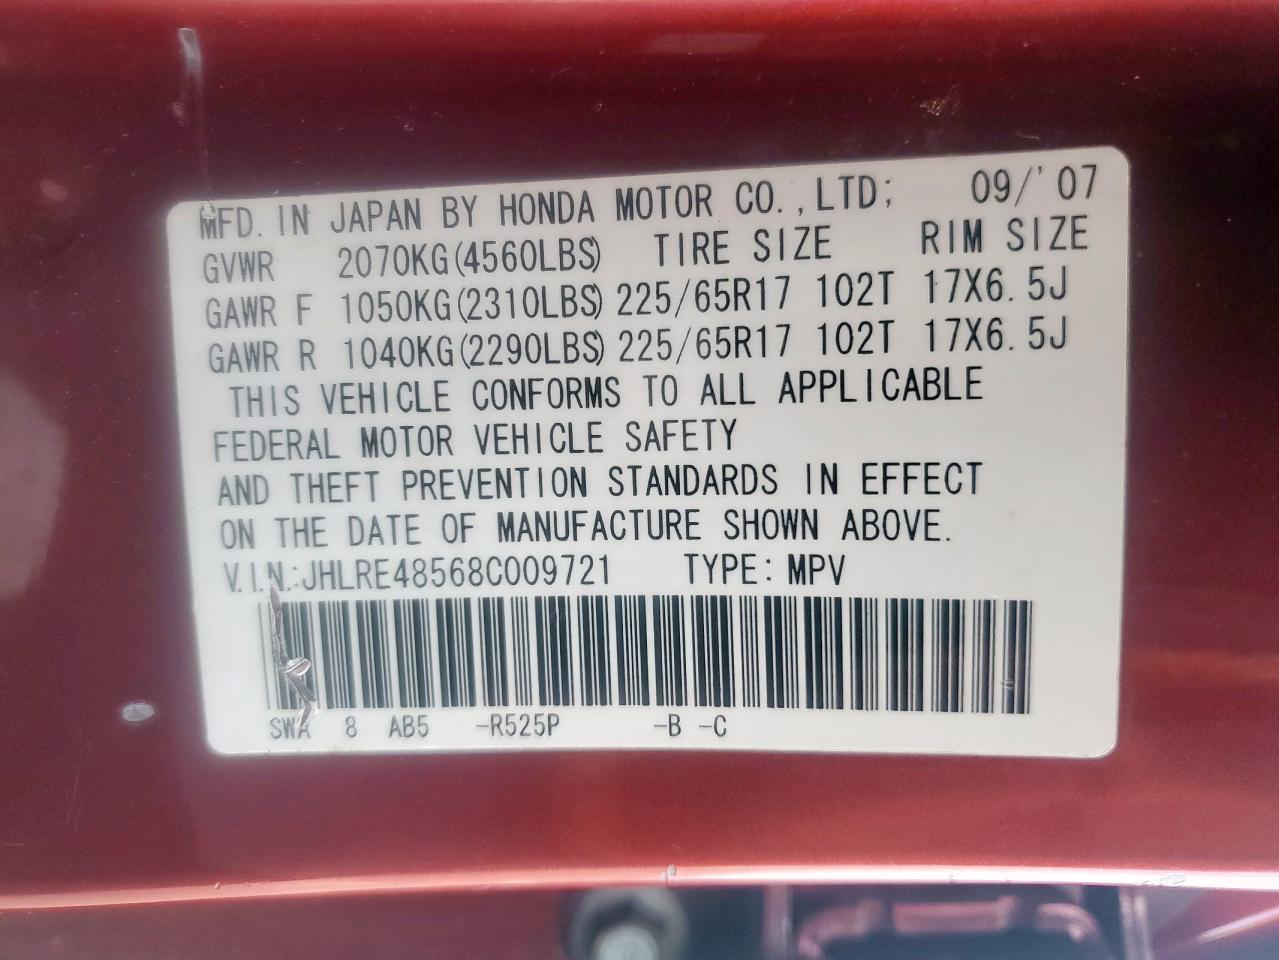 MFD. IN JAPAN BY HONDA MOTOR CO.,LTD; 09/'07
GVWR 2070KG(4560LBS) TIRE SIZE RIM SIZE
GAWR F 1050KG(2310LBS) 225/65R17 102T 17X6.5J
GAWR R 1040KG(2290LBS) 225/65R17 102T 17X6.5J
THIS VEHICLE CONFORMS TO ALL APPLICABLE
FEDERAL MOTOR VEHICLE SAFETY
AND THEFT PREVENTION STANDARDS IN EFFECT
ON THE DATE OF MANUFACTURE SHOWN ABOVE.
V.I.N.:JHLRE48568C009721 TYPE: MPV
SWA 8 AB5 -R525P -B -C